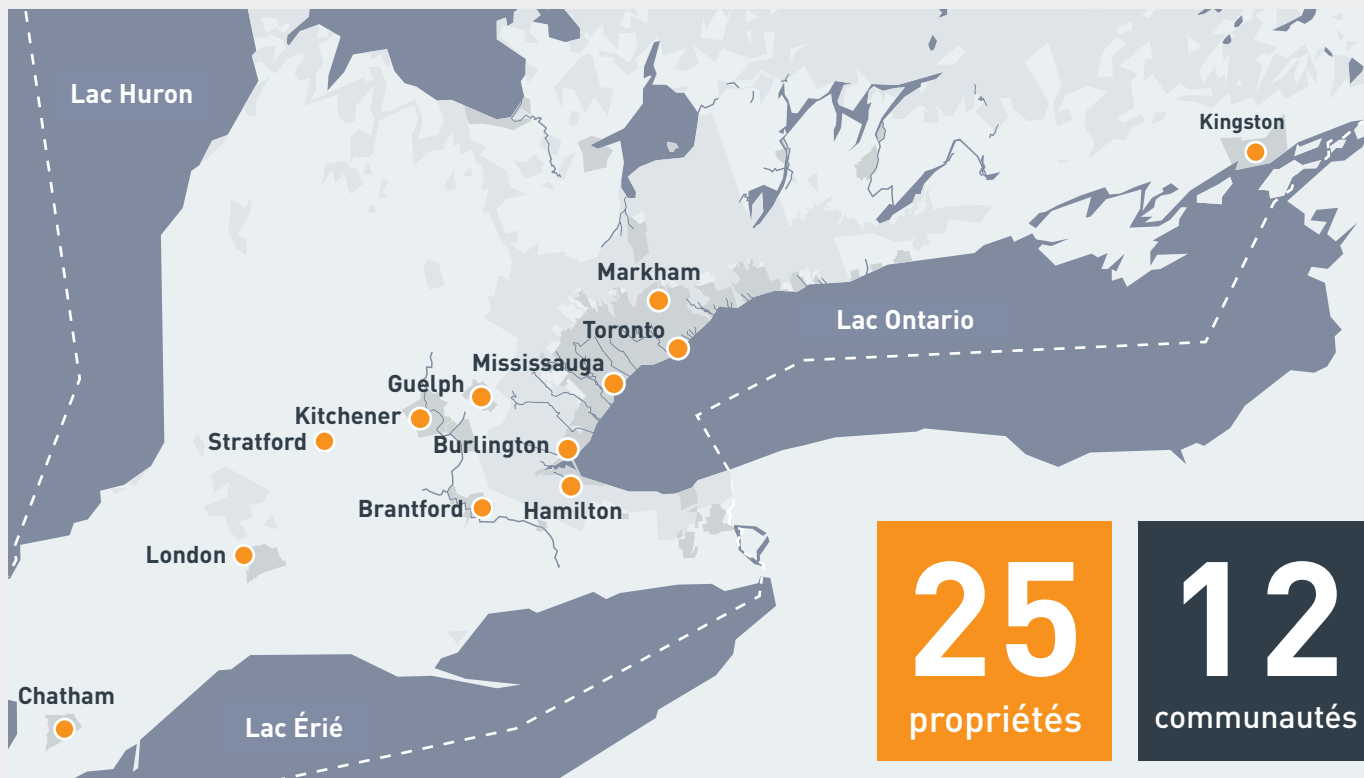 Lac Huron
Kingston
Markham
Lac Ontario
Toronto
Mississauga
Guelph
Kitchener
Stratford
Burlington
Brantford
Hamilton
London
25
propriétés
12
communautés
Chatham
Lac Érié